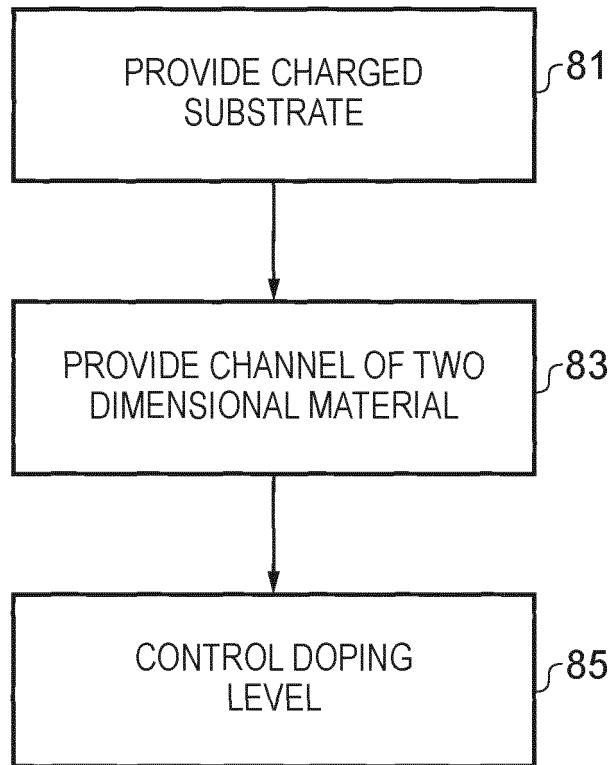 PROVIDE CHARGED
SUBSTRATE
81
PROVIDE CHANNEL OF TWO
DIMENSIONAL MATERIAL
83
CONTROL DOPING
LEVEL
85